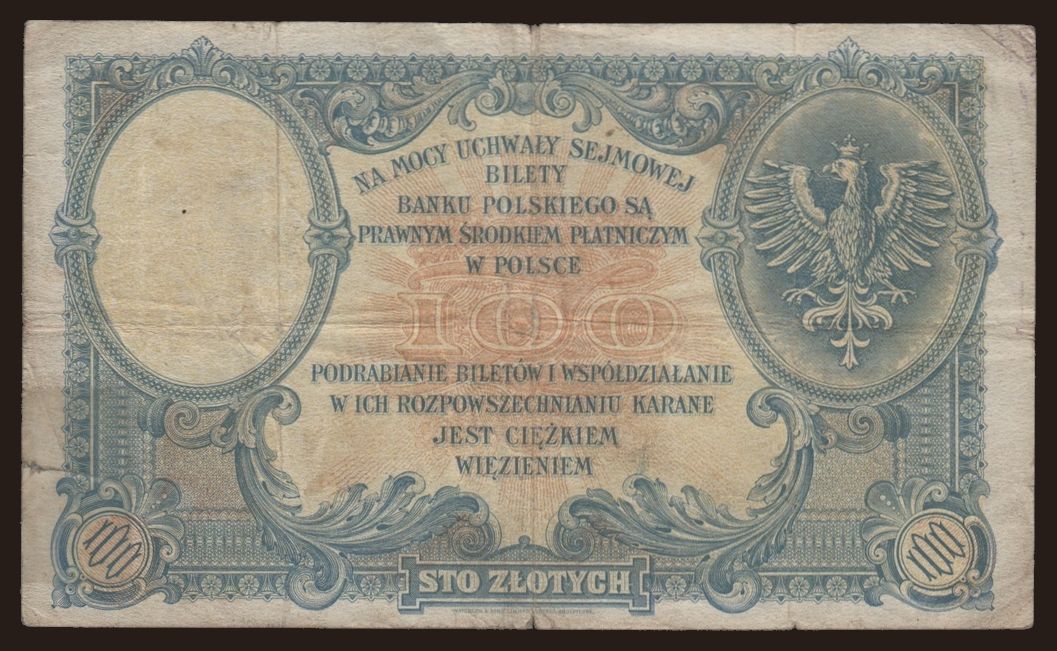 NA MOCY UCHWAŁY SEJMOWEJ
BILETY
BANKU POLSKIEGO SĄ
PRAWNYM ŚRODKIEM PŁATNICZYM
W POLSCE
100
PODRABIANIE BILETÓW I WSPÓŁDZIAŁANIE
W ICH ROZPOWSZECHNIANIU KARANE
JEST CIĘŻKIEM
WIĘZIENIEM
100
100
STO ZŁOTYCH